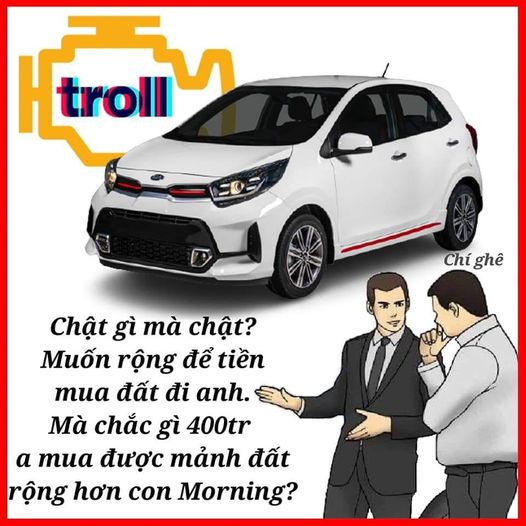 troll
Chí ghê
Chật gì mà chật?
Muốn rộng để tiền
mua đất đi anh.
Mà chắc gì 400tr
a mua được mảnh đất
rộng hơn con Morning?